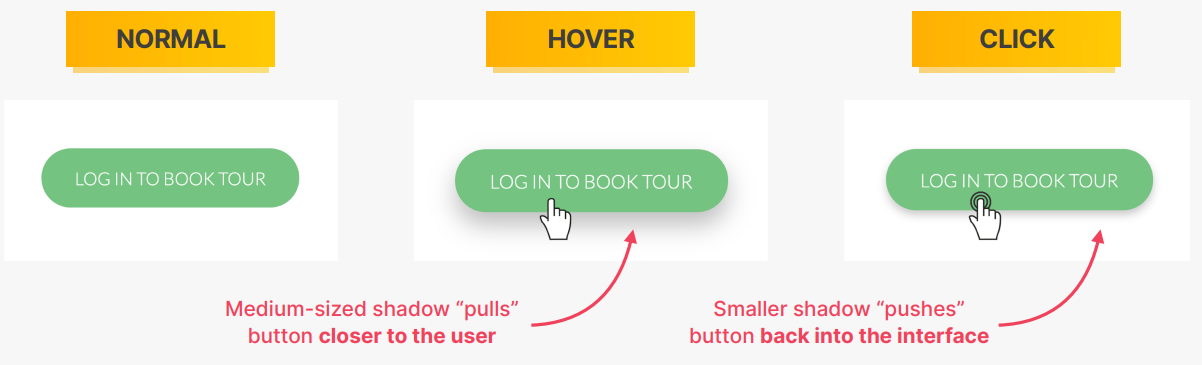 NORMAL
HOVER
CLICK
LOG IN TO BOOK TOUR
LOG IN TO BOOK TOUR
LOG IN TO BOOK TOUR
Medium-sized shadow “pulls”
button closer to the user
Smaller shadow “pushes”
button back into the interface